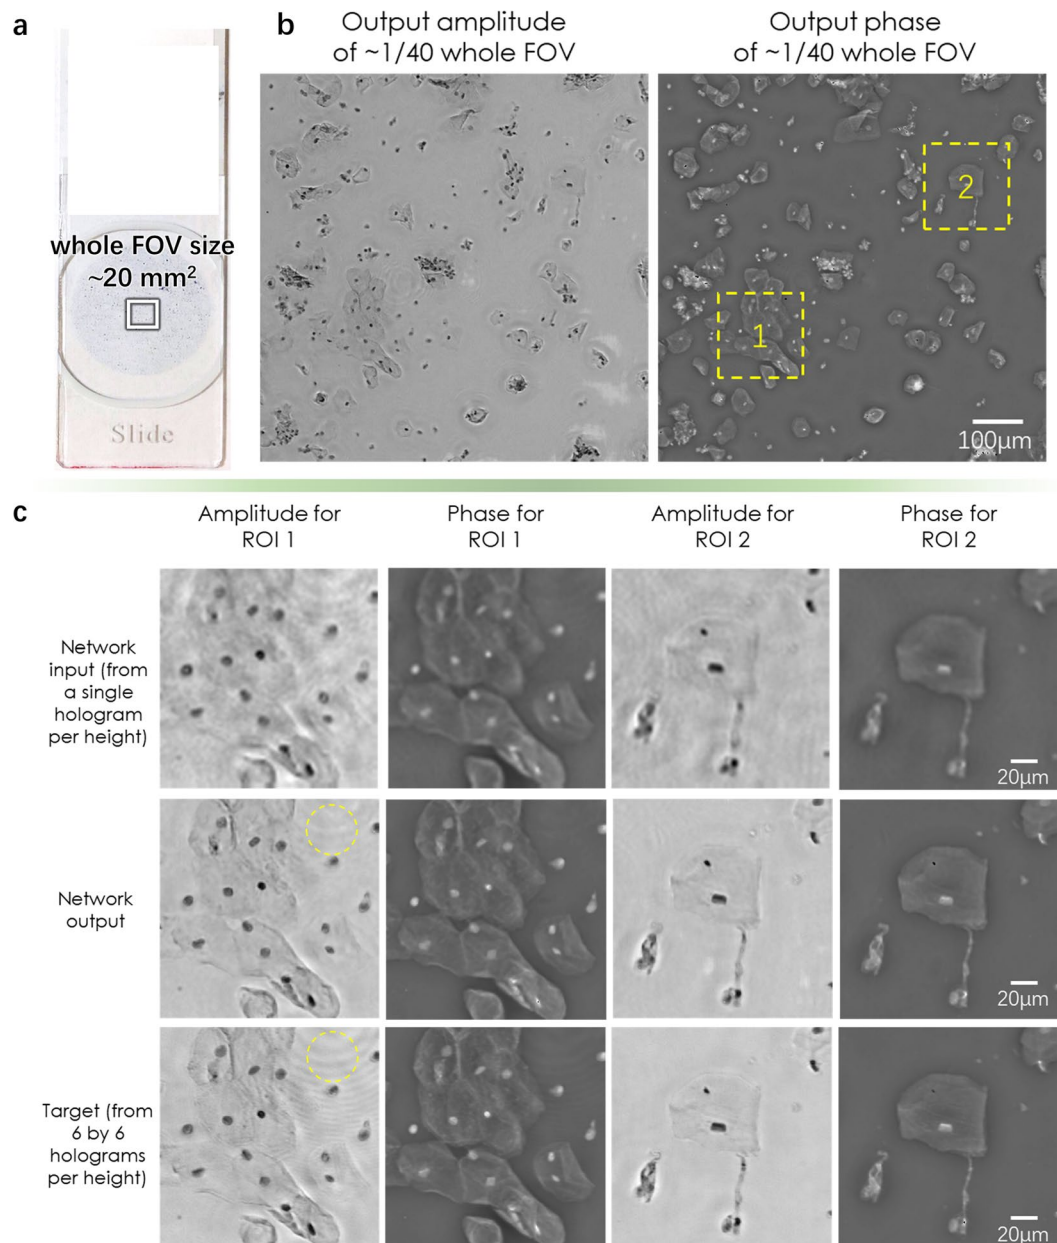 a
whole FOV size
~20 mm²
Slide
b
Output amplitude
of ~1/40 whole FOV
Output phase
of ~1/40 whole FOV
2
1
100μm
c
Amplitude for
ROI 1
Phase for
ROI 1
Amplitude for
ROI 2
Phase for
ROI 2
Network
input (from
a single
hologram
per height)
20μm
Network
output
20μm
Target (from
6 by 6
holograms
per height)
20μm